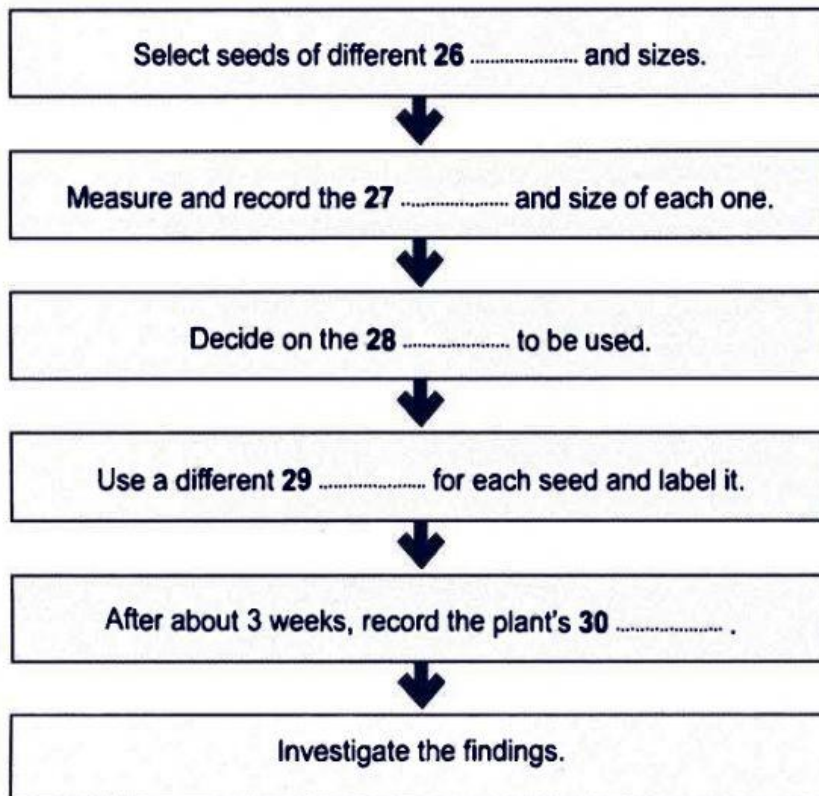 Select seeds of different 26 .................. and sizes.
Measure and record the 27 .................. and size of each one.
Decide on the 28 .................. to be used.
Use a different 29 .................. for each seed and label it.
After about 3 weeks, record the plant's 30 .................. .
Investigate the findings.